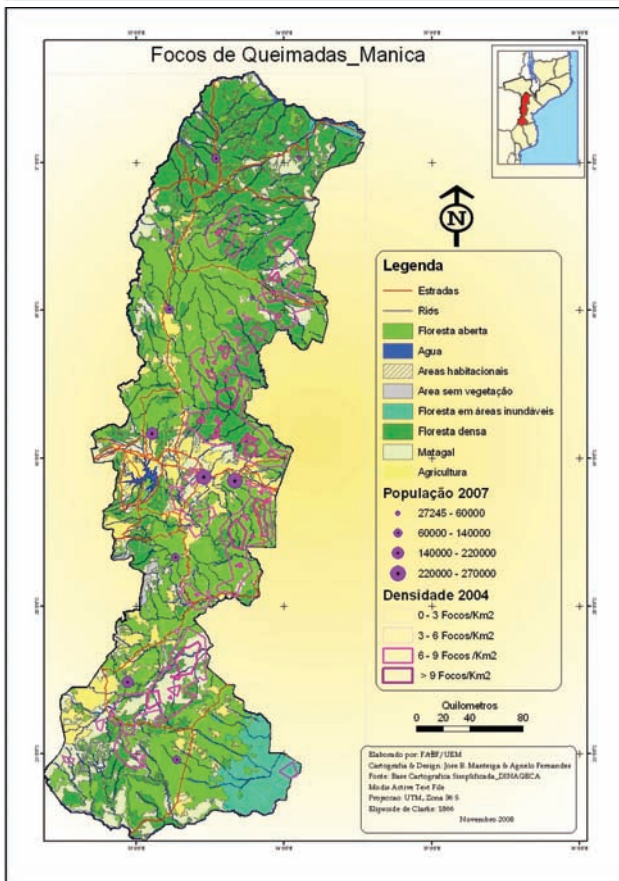 Focos de Queimadas_Manica
N
Legenda
Estradas
Rios
Floresta aberta
Agua
Areas habitacionais
Area sem vegetação
Floresta em áreas inundáveis
Floresta densa
Matagal
Agricultura
População 2007
27245 - 60000
60000 - 140000
140000 - 220000
220000 - 270000
Densidade 2004
0 - 3 Focos/Km2
3 - 6 Focos/Km2
6 - 9 Focos /Km2
> 9 Focos/Km2
Quilometros
0 20 40 80
Elaborado por: FAEF/UEM
Cartografia & Design: Jose B. Manteiga & Agnelo Fernandes
Fonte: Base Cartografica Simplificada_DINAGECA
Modis Active Text File
Projeccao: UTM, Zona 36 S
Elipsoide de Clarke: 1866
Novembro 2008